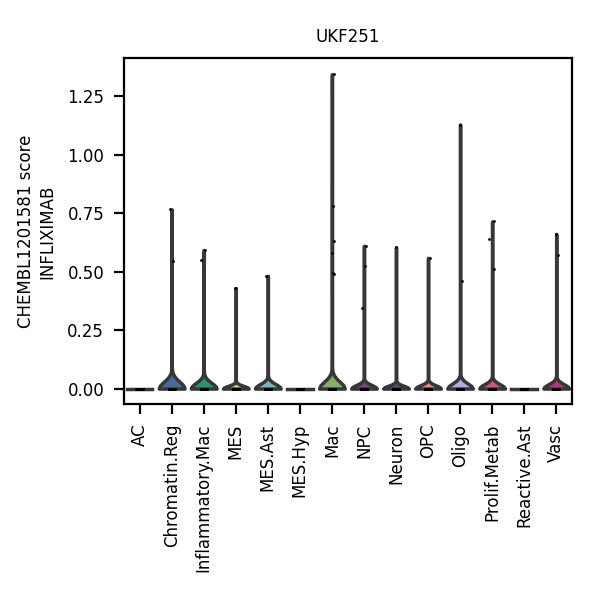 UKF251
CHEMBL1201581 score
INFLIXIMAB
1.25
1.00
0.75
0.50
0.25
0.00
AC
Chromatin.Reg
Inflammatory.Mac
MES
MES.Ast
MES.Hyp
Mac
NPC
Neuron
OPC
Oligo
Prolif.Metab
Reactive.Ast
Vasc